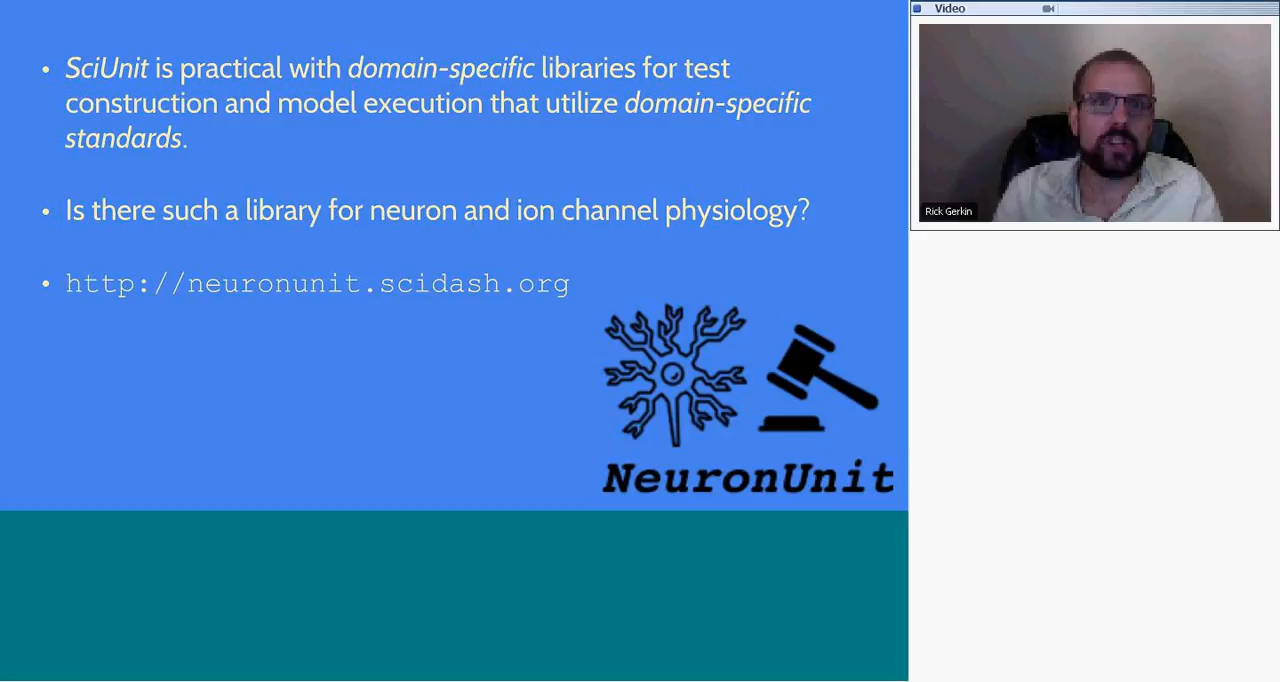 • SciUnit is practical with domain-specific libraries for test
construction and model execution that utilize domain-specific
standards.
• Is there such a library for neuron and ion channel physiology?
• http://neuronunit.scidash.org
NeuronUnit
Video
Rick Gerkin